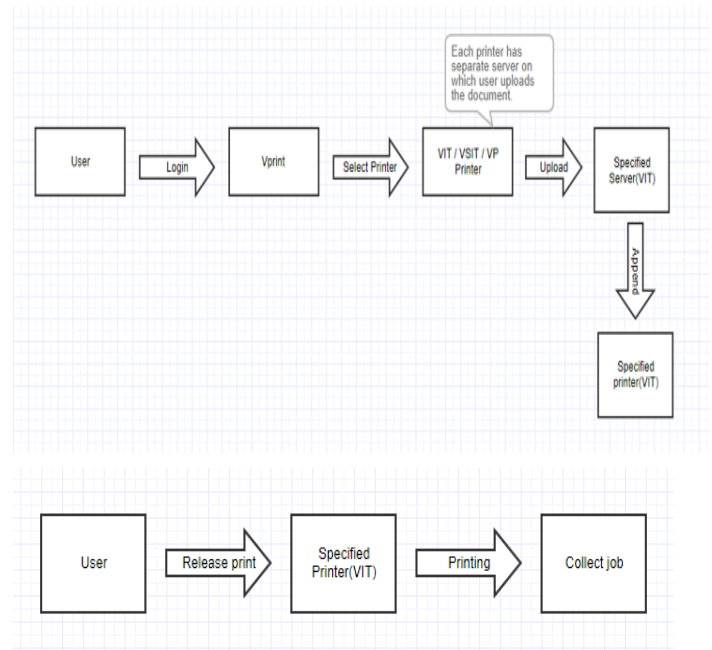 Each printer has
separate server on
which user uploads
the document.
User
Login
Vprint
Select Printer
VIT / VSIT / VP
Printer
Upload
Specified
Server(VIT)
Append
Specified
printer(VIT)
User
Release print
Specified
Printer(VIT)
Printing
Collect job